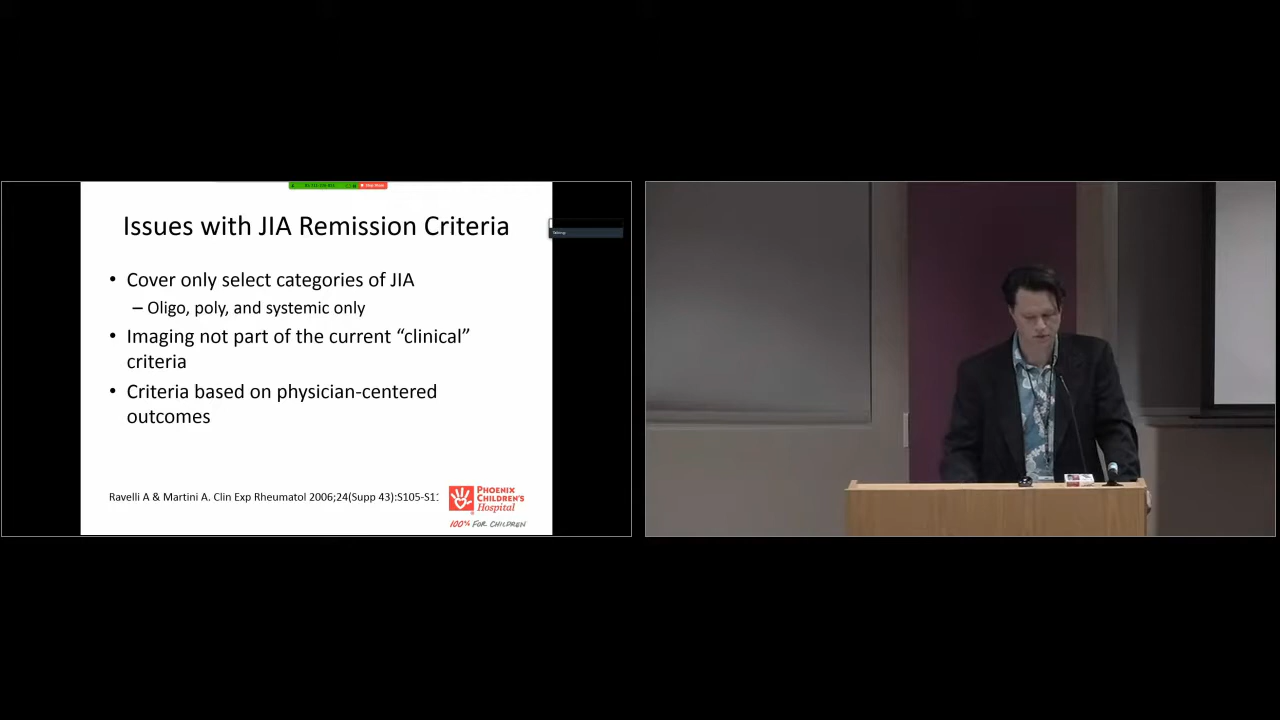 Issues with JIA Remission Criteria
• Cover only select categories of JIA
– Oligo, poly, and systemic only
• Imaging not part of the current “clinical”
criteria
• Criteria based on physician-centered
outcomes
Ravelli A & Martini A. Clin Exp Rheumatol 2006;24(Supp 43):S105-S1
PHOENIX
CHILDREN'S
Hospital
100% FOR CHILDREN